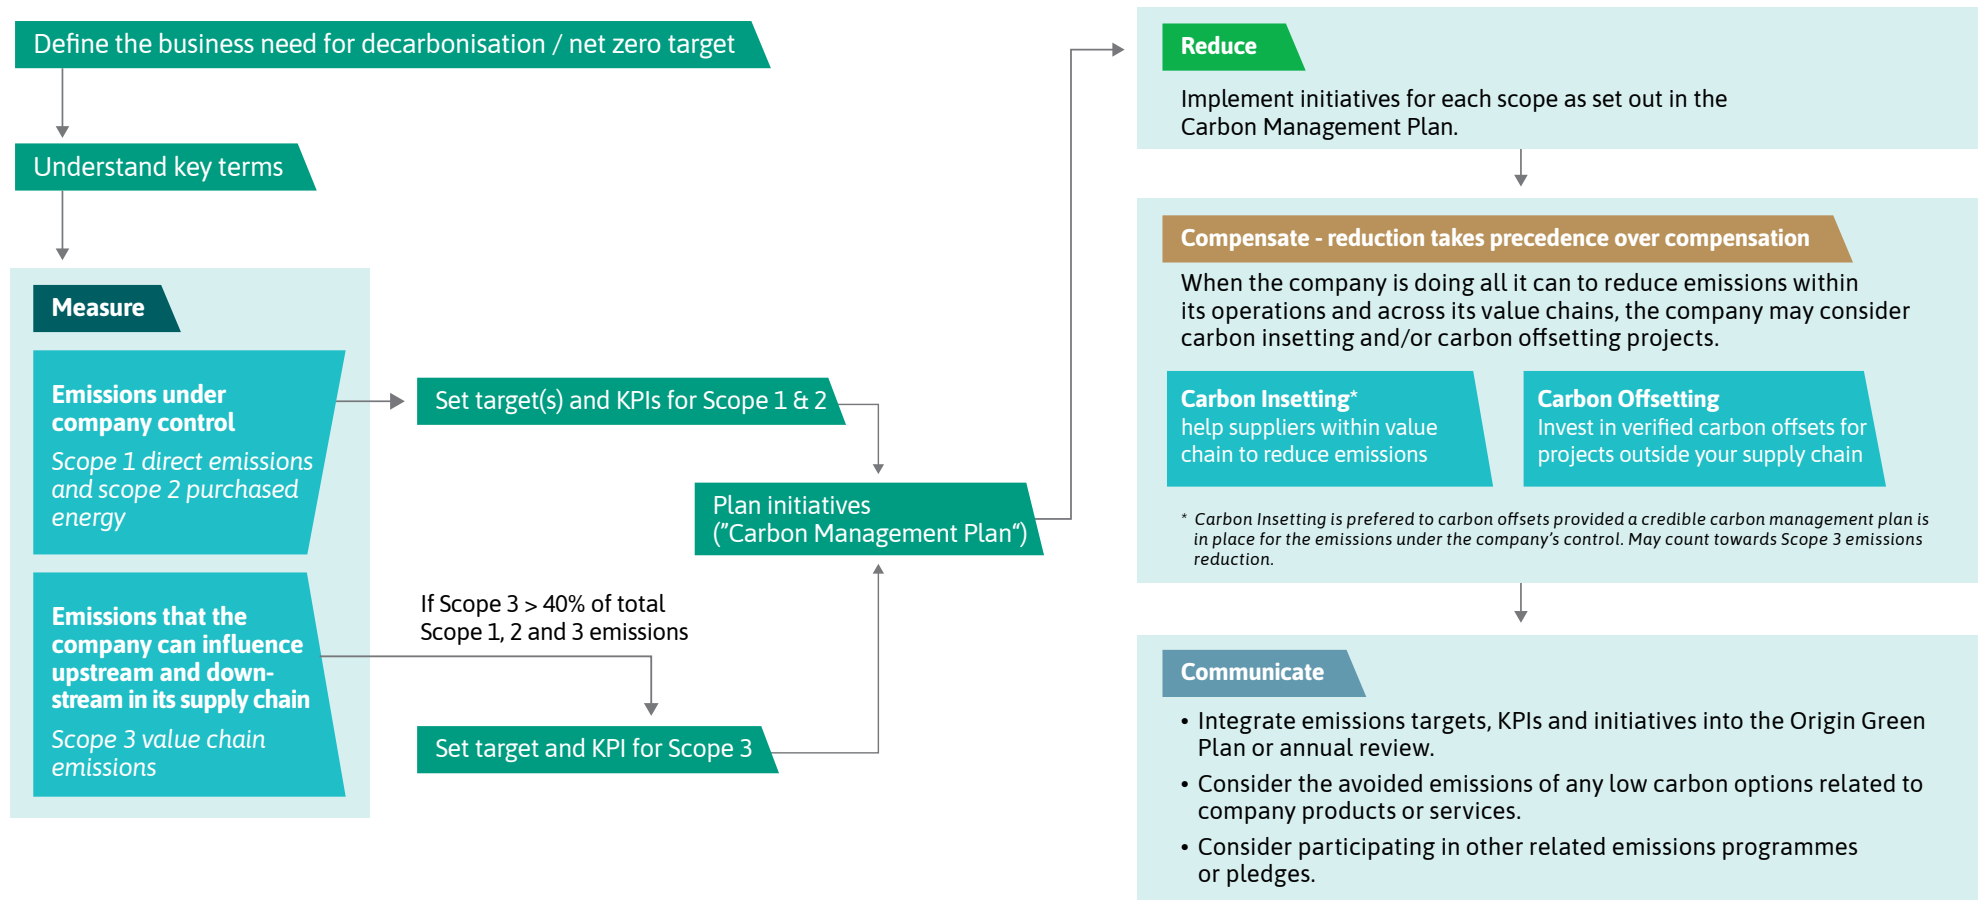 Define the business need for decarbonisation / net zero target
Understand key terms
Measure
Emissions under
company control
Scope 1 direct emissions
and scope 2 purchased
energy
Emissions that the
company can influence
upstream and down-
stream in its supply chain
Scope 3 value chain
emissions
Set target(s) and KPIs for Scope 1 & 2
If Scope 3 > 40% of total
Scope 1, 2 and 3 emissions
Set target and KPI for Scope 3
Plan initiatives
(”Carbon Management Plan“)
Reduce
Implement initiatives for each scope as set out in the
Carbon Management Plan.
Compensate - reduction takes precedence over compensation
When the company is doing all it can to reduce emissions within
its operations and across its value chains, the company may consider
carbon insetting and/or carbon offsetting projects.
Carbon Insetting*
help suppliers within value
chain to reduce emissions
Carbon Offsetting
Invest in verified carbon offsets for
projects outside your supply chain
* Carbon Insetting is prefered to carbon offsets provided a credible carbon management plan is
in place for the emissions under the company’s control. May count towards Scope 3 emissions
reduction.
Communicate
• Integrate emissions targets, KPIs and initiatives into the Origin Green
Plan or annual review.
• Consider the avoided emissions of any low carbon options related to
company products or services.
• Consider participating in other related emissions programmes
or pledges.